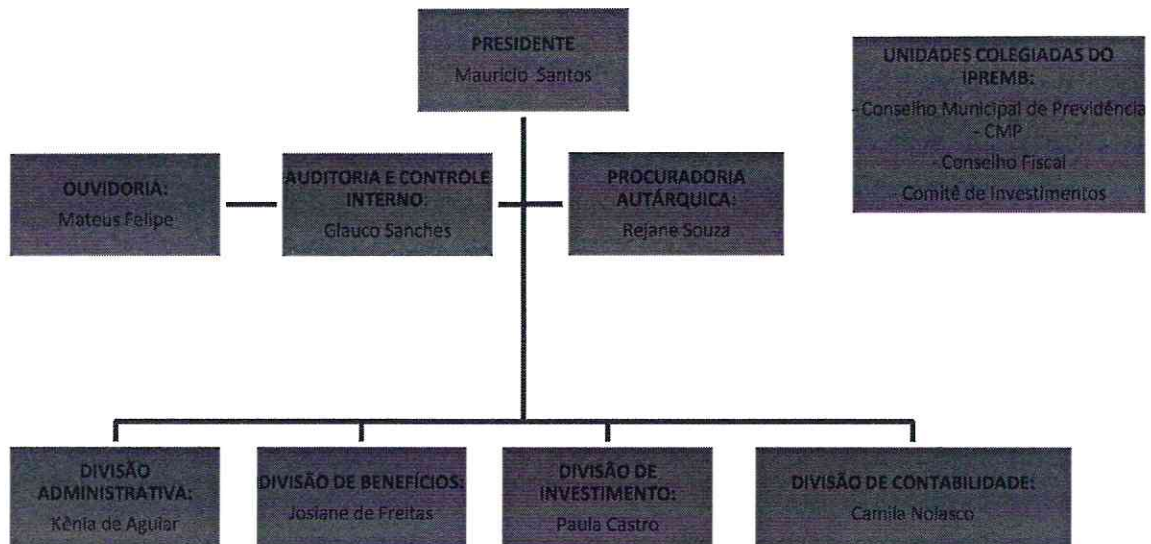 PRESIDENTE
Mauricio Santos
UNIDADES COLEGIADAS DO
IPREMB:
- Conselho Municipal de Previdência
- CMP
- Conselho Fiscal
- Comitê de Investimentos
OUVIDORIA:
Mateus Felipe
AUDITORIA E CONTROLE
INTERNO:
Glauco Sanches
PROCURADORIA
AUTÁRQUICA:
Rejane Souza
DIVISÃO
ADMINISTRATIVA:
Kênia de Aguiar
DIVISÃO DE BENEFÍCIOS:
Josiane de Freitas
DIVISÃO DE
INVESTIMENTO:
Paula Castro
DIVISÃO DE CONTABILIDADE:
Camila Nolasco